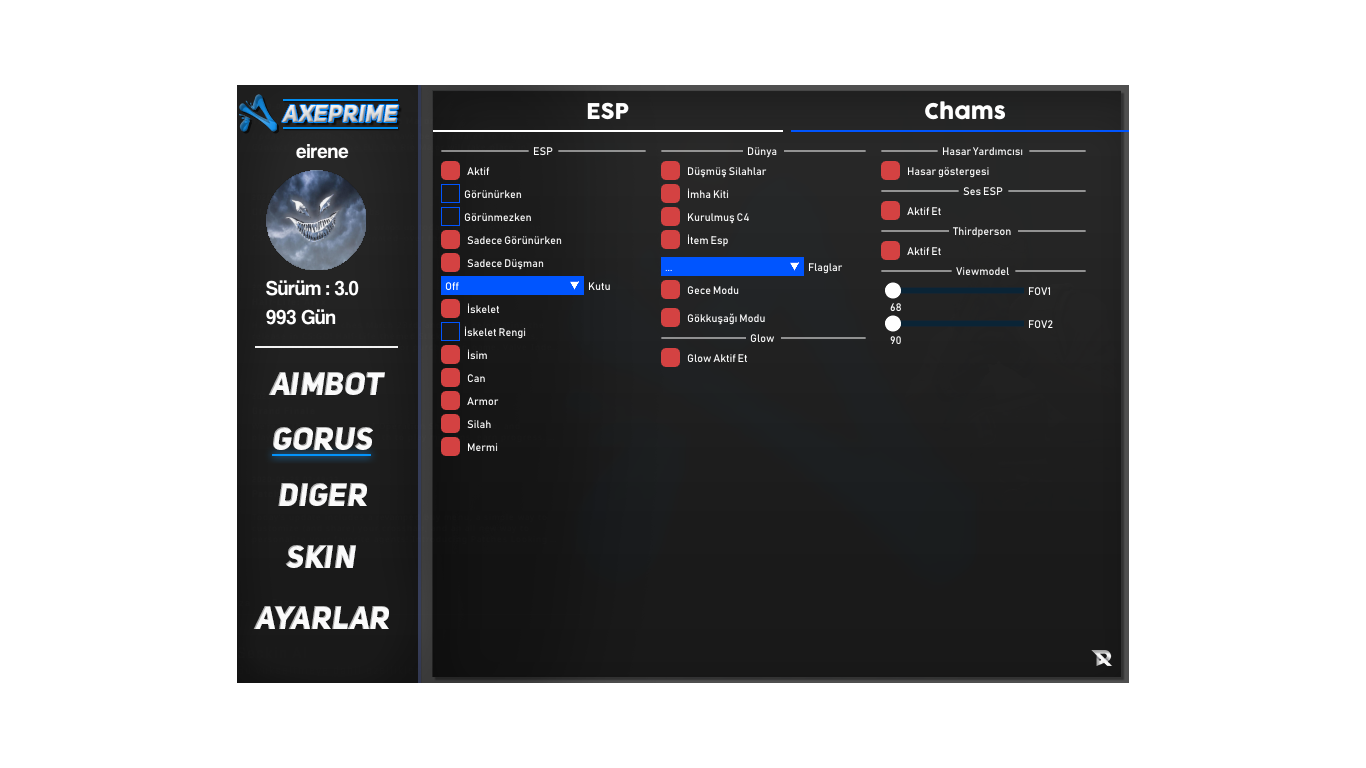 AXEPRIME
eirene
Sürüm : 3.0
993 Gün
AIMBOT
GORUS
DIGER
SKIN
AYARLAR
ESP
Chams
ESP
Aktif
Görünürken
Görünmezken
Sadece Görünürken
Sadece Düşman
Off Kutu
İskelet
İskelet Rengi
İsim
Can
Armor
Silah
Mermi
Dünya
Düşmüş Silahlar
İmha Kiti
Kurulmuş C4
İtem Esp
... Flaglar
Gece Modu
Gökkuşağı Modu
Glow
Glow Aktif Et
Hasar Yardımcısı
Hasar göstergesi
Ses ESP
Aktif Et
Thirdperson
Aktif Et
Viewmodel
FOV1
68
FOV2
90